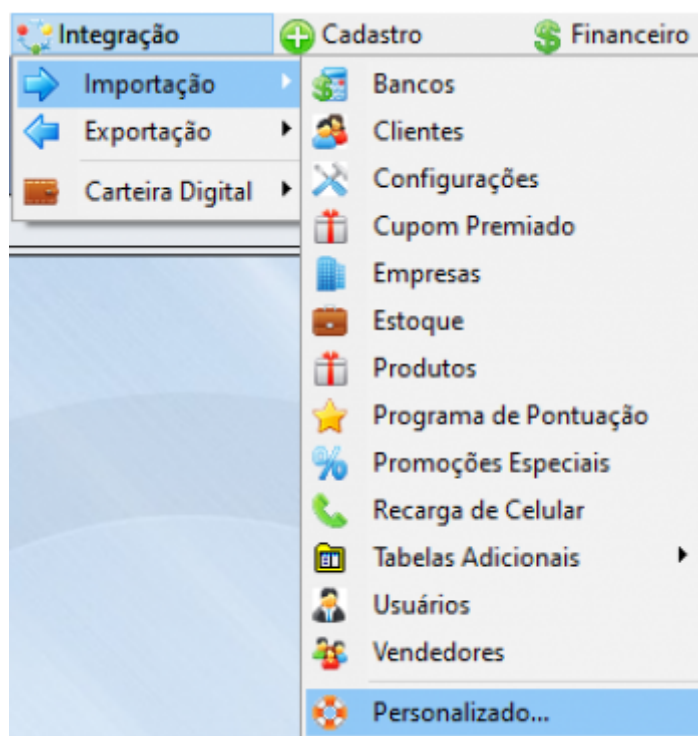 Integração
Cadastro
Financeiro
Importação
Exportação
Carteira Digital
Bancos
Clientes
Configurações
Cupom Premiado
Empresas
Estoque
Produtos
Programa de Pontuação
Promoções Especiais
Recarga de Celular
Tabelas Adicionais
Usuários
Vendedores
Personalizado...